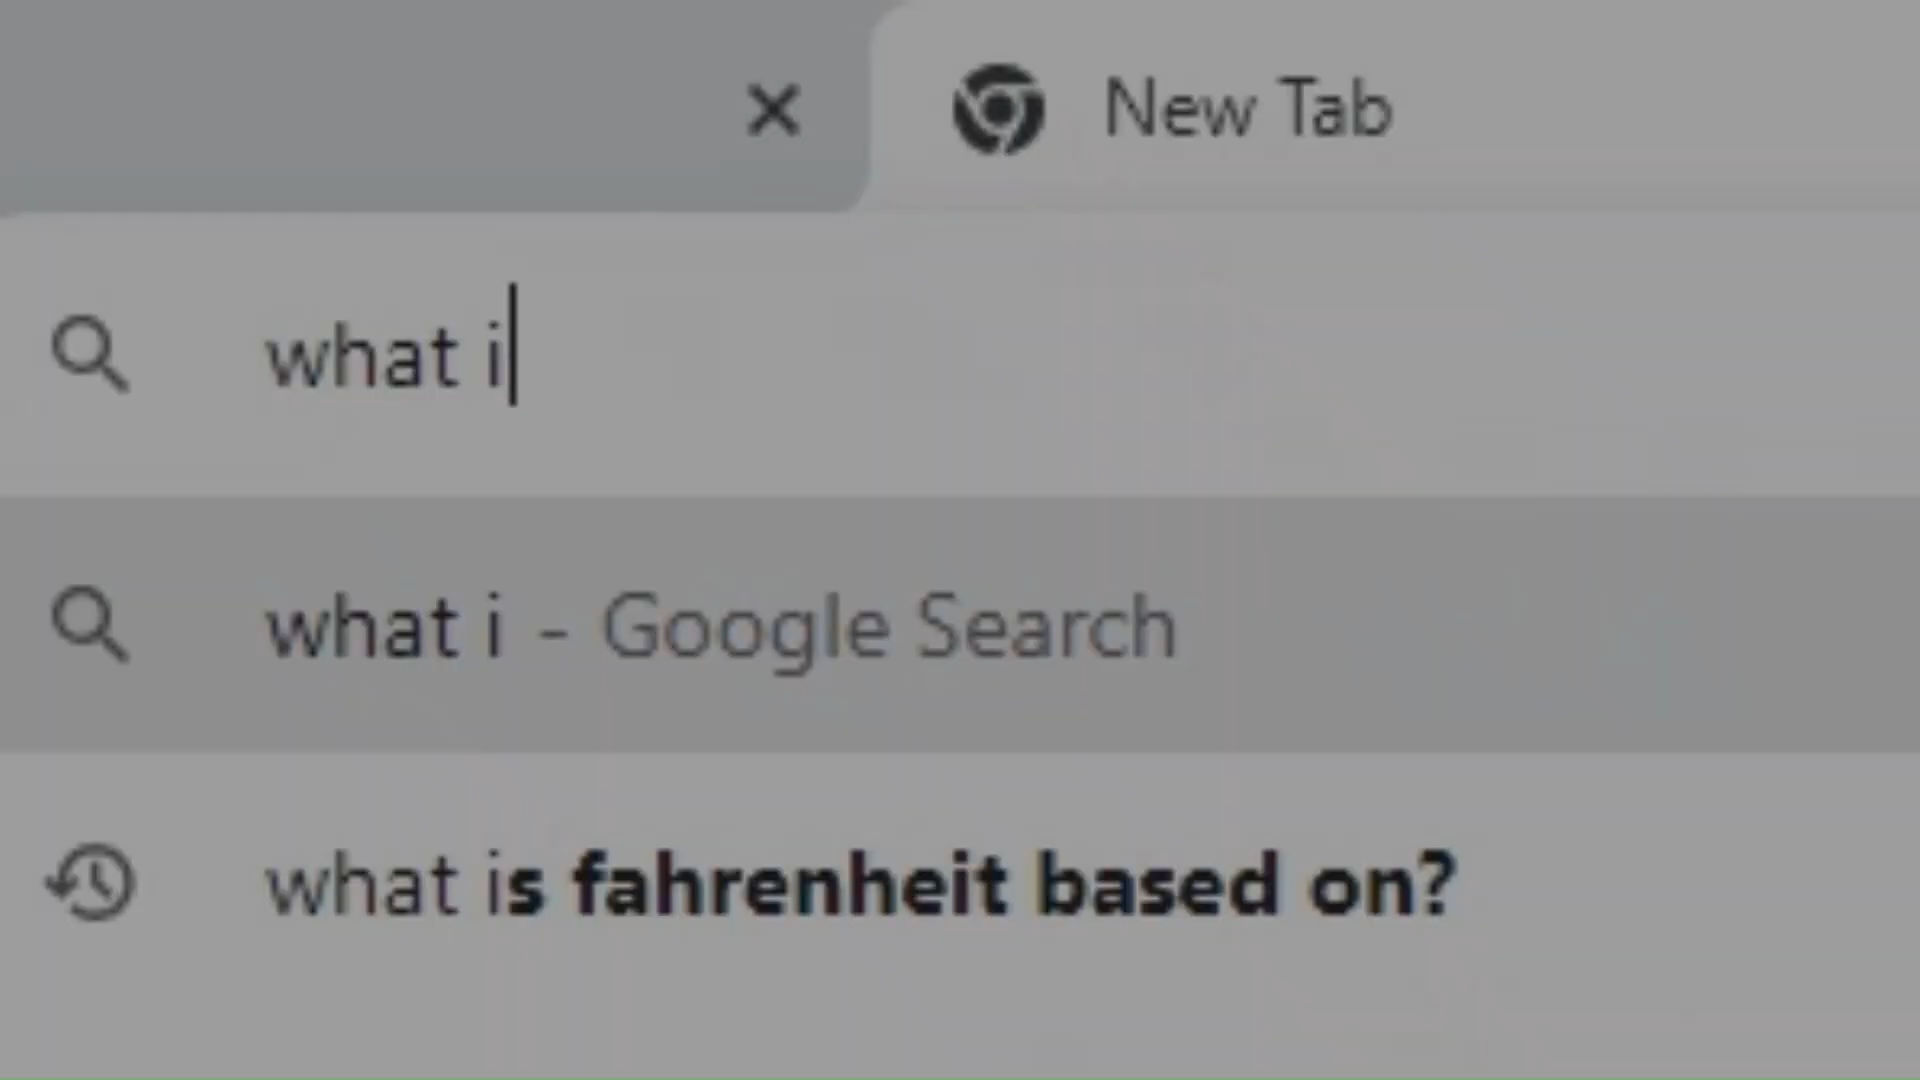 New Tab
what i
what i - Google Search
what is fahrenheit based on?